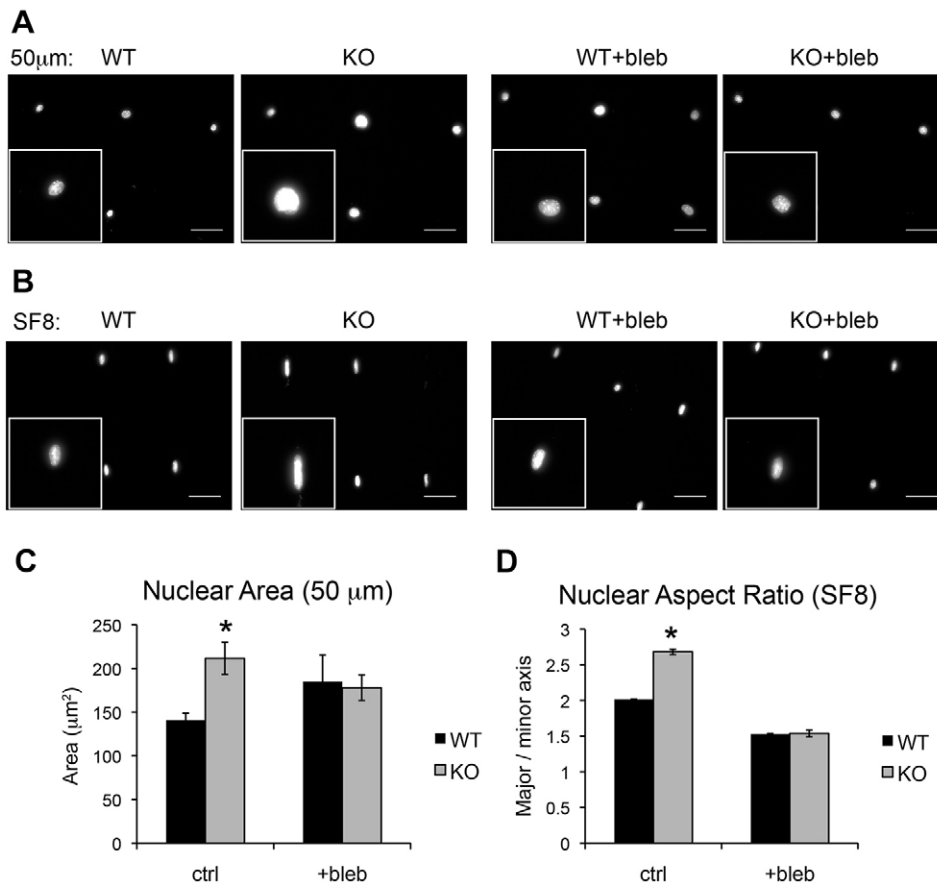 A
50μm: WT KO WT+bleb KO+bleb
B
SF8: WT KO WT+bleb KO+bleb
C
Nuclear Area (50 μm)
250
200
150
100
50
0
Area (μm²)
*
ctrl +bleb
WT
KO
D
Nuclear Aspect Ratio (SF8)
3
2.5
2
1.5
1
0.5
0
Major / minor axis
*
ctrl +bleb
WT
KO